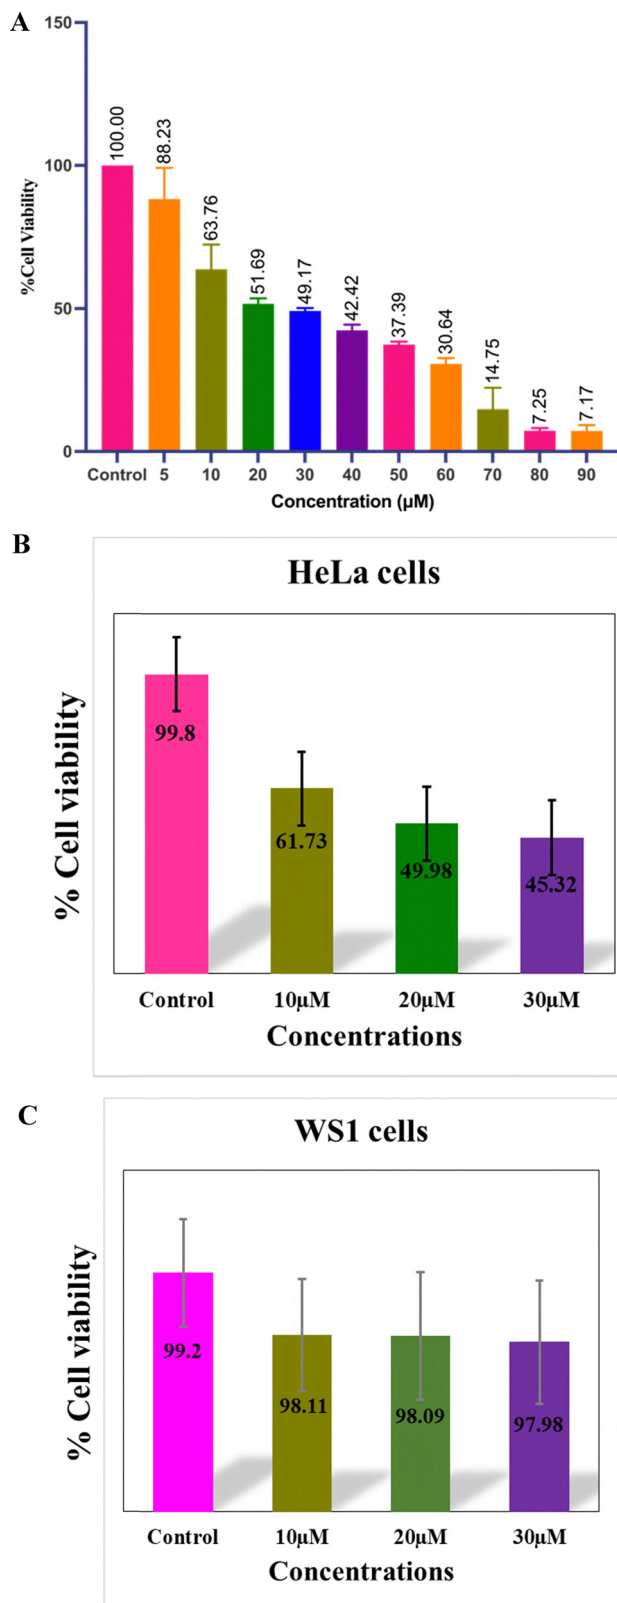 A
150
100
50
0
%Cell Viability
100.00
88.23
63.76
51.69
49.17
42.42
37.39
30.64
14.75
7.25
7.17
Control 5 10 20 30 40 50 60 70 80 90
Concentration (μM)
B
HeLa cells
% Cell viability
99.8
61.73
49.98
45.32
Control 10μM 20μM 30μM
Concentrations
C
WS1 cells
% Cell viability
99.2
98.11
98.09
97.98
Control 10μM 20μM 30μM
Concentrations